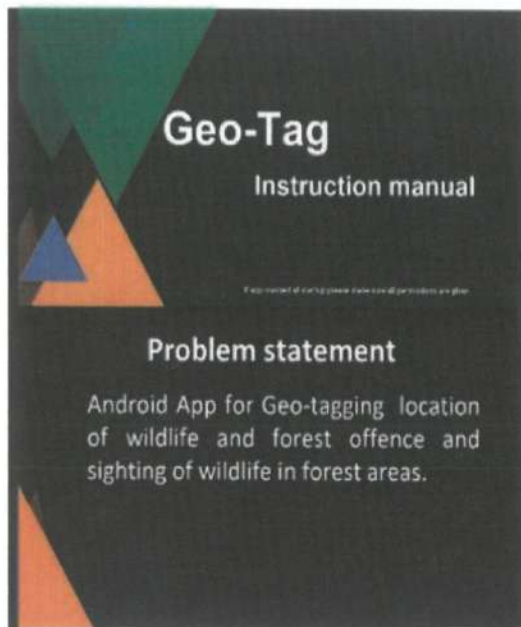 Geo-Tag
Instruction manual
Problem statement
Android App for Geo-tagging location
of wildlife and forest offence and
sighting of wildlife in forest areas.